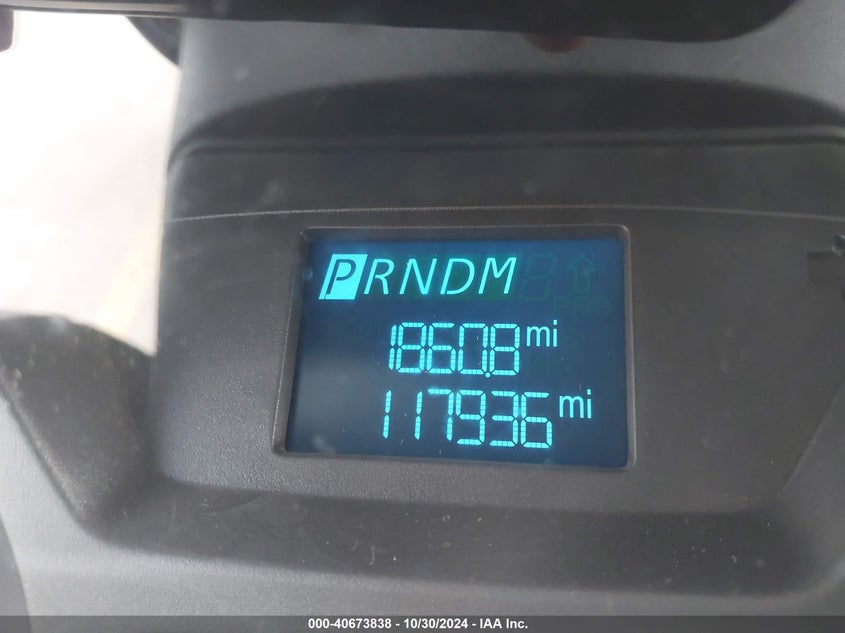 PRNDM
1860.8 mi
117936 mi
000-40673838 - 10/30/2024 - IAA Inc.